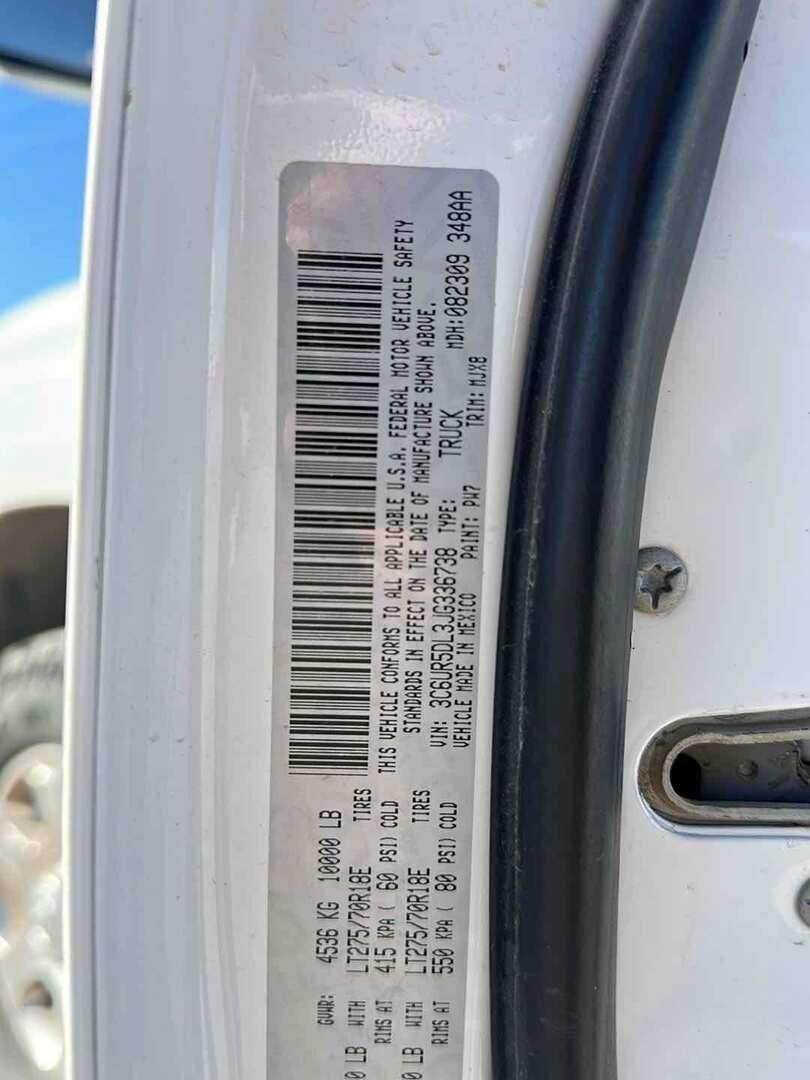 GVWR: 4536 KG 10000 LB
0 LB WITH LT275/70R18E TIRES
RIMS AT 415 KPA ( 60 PSI) COLD
0 LB WITH LT275/70R18E TIRES
RIMS AT 550 KPA ( 80 PSI) COLD
THIS VEHICLE CONFORMS TO ALL APPLICABLE U.S.A. FEDERAL MOTOR VEHICLE SAFETY
STANDARDS IN EFFECT ON THE DATE OF MANUFACTURE SHOWN ABOVE.
VIN: 3C6UR5DL3JG336738 TYPE: TRUCK MDH:082309 348AA
VEHICLE MADE IN MEXICO PAINT: PW7 TRIM: MJX8